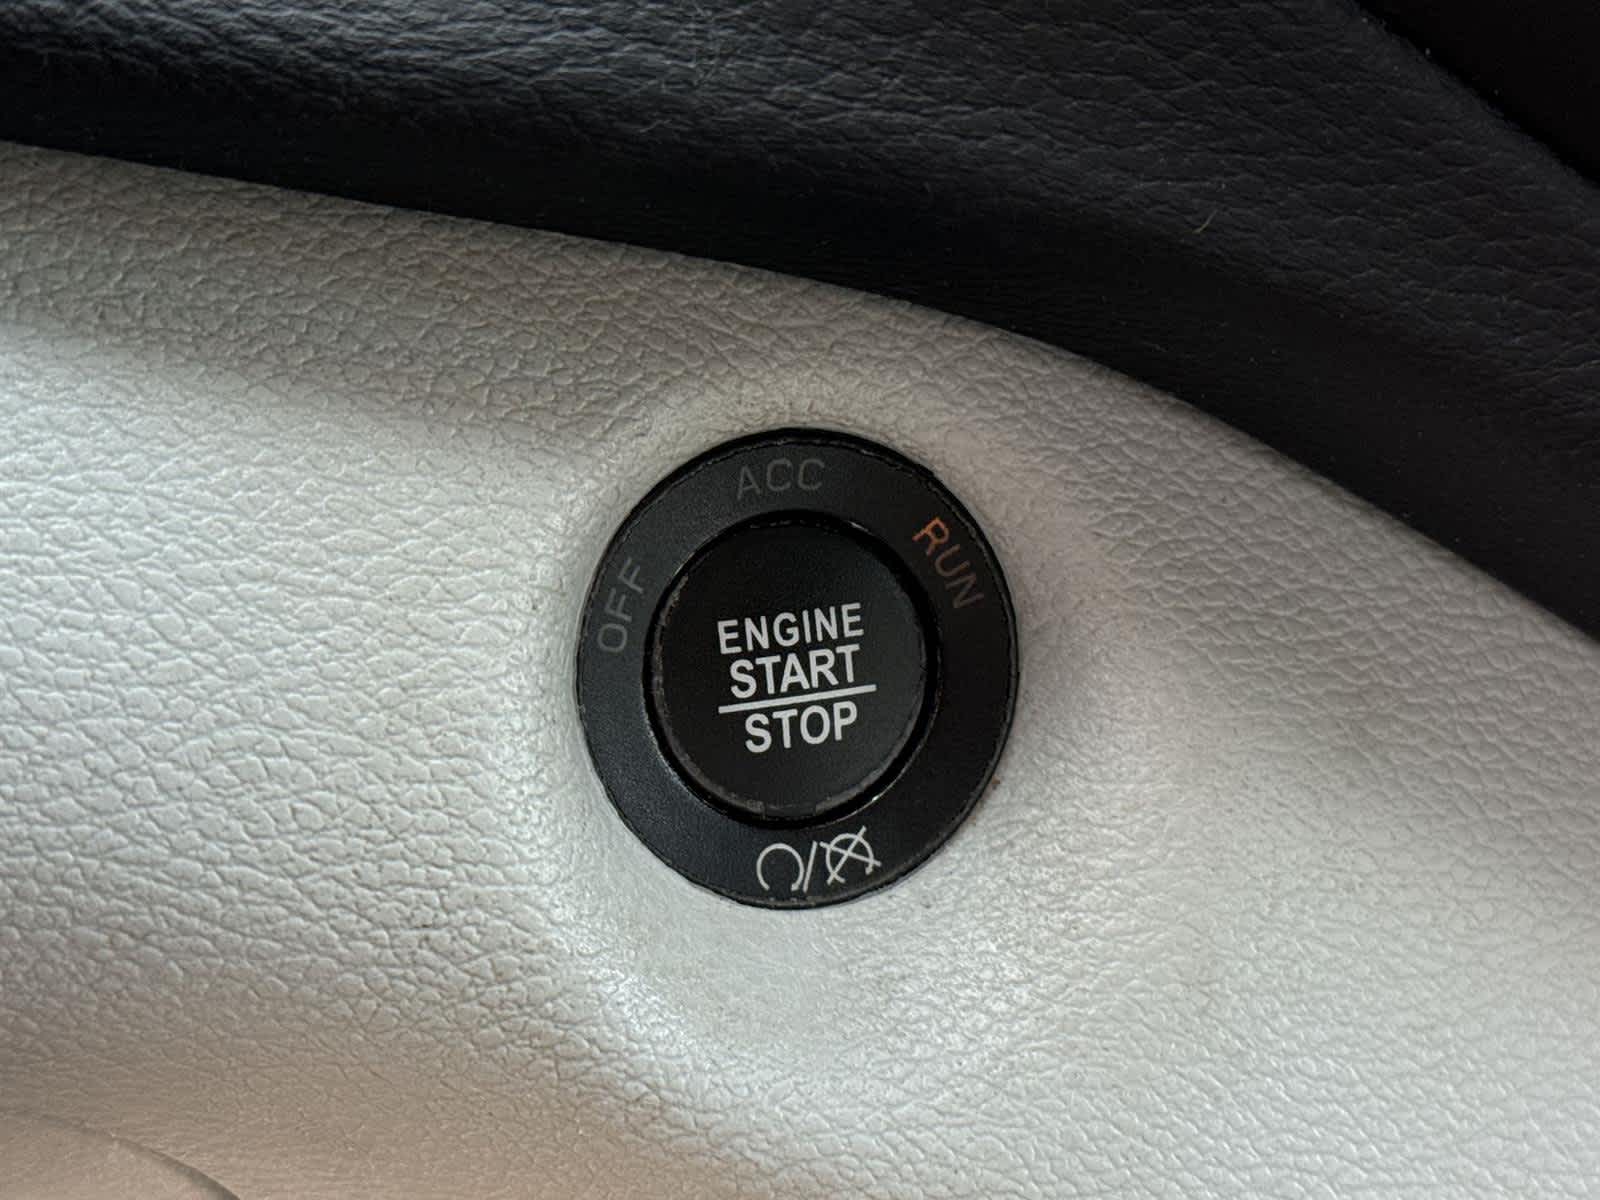 ACC
OFF
RUN
ENGINE
START
STOP